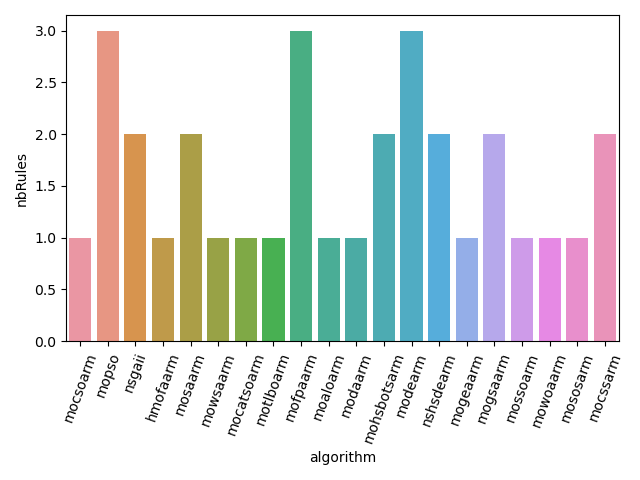 3.0
2.5
2.0
1.5
1.0
0.5
0.0
nbRules
mocsoarm
mopso
nsgaii
hmofaarm
mosaarm
mowsaarm
mocatsoarm
motlboarm
mofpaarm
moaloarm
modaarm
mohsbotsarm
modearm
nshsdearm
mogeaarm
mogsaarm
mossoarm
mowoaarm
mososarm
mocssarm
algorithm